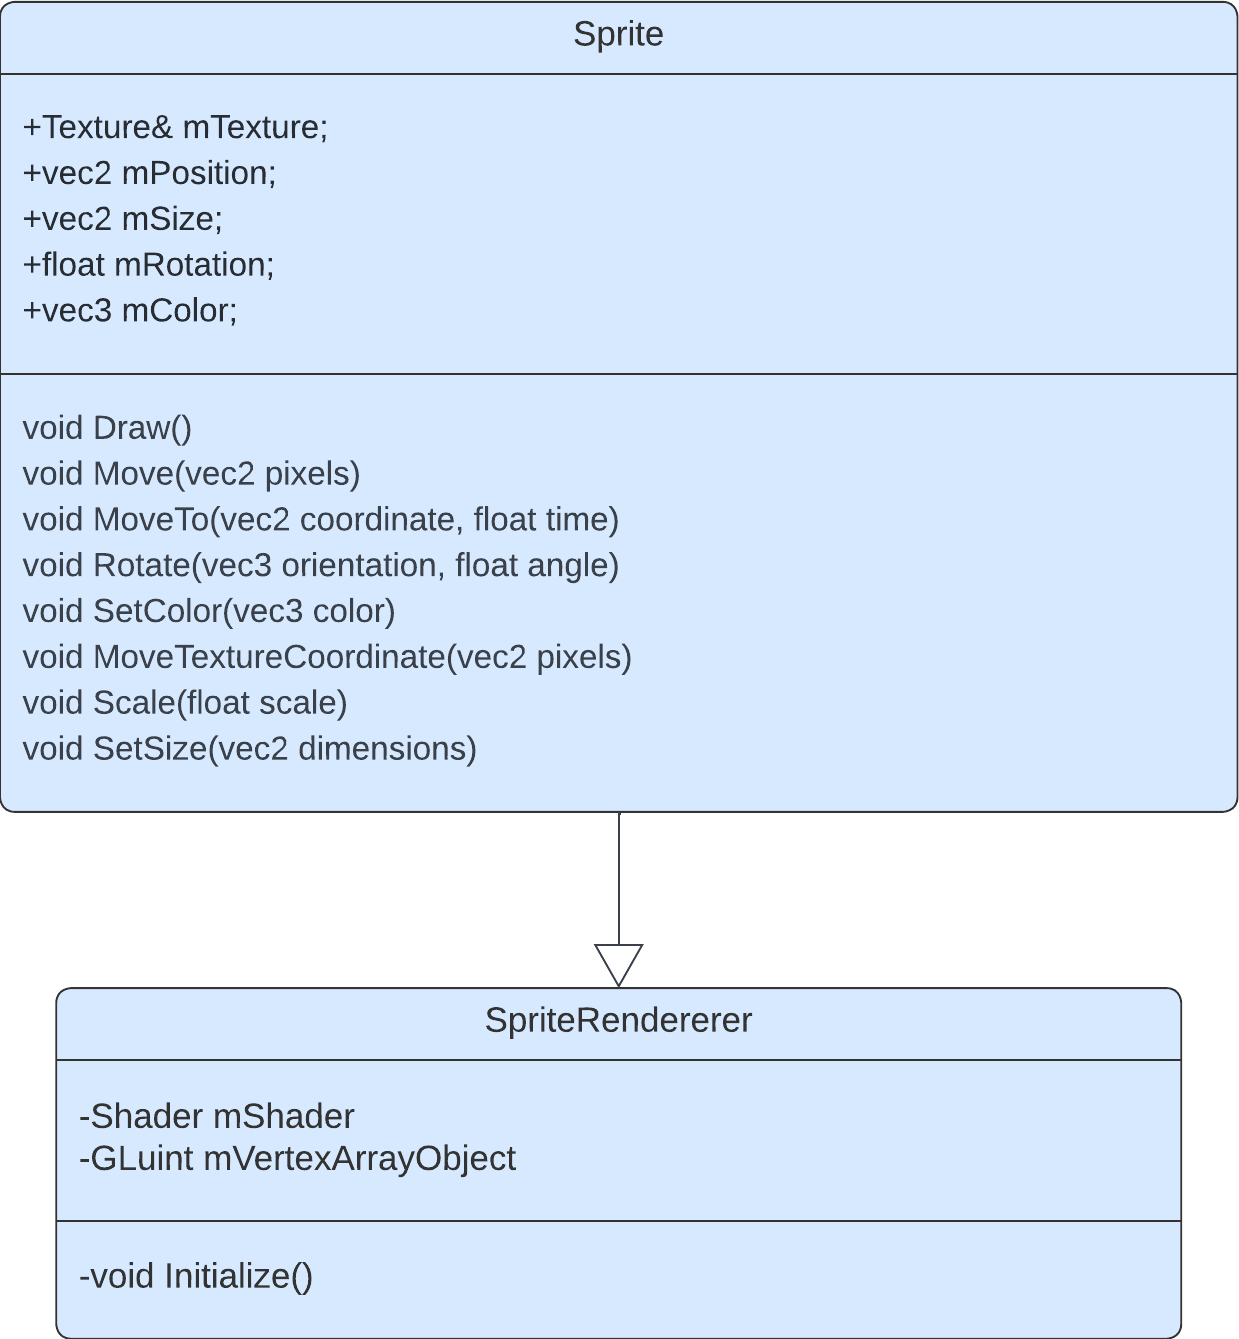 Sprite
+Texture& mTexture;
+vec2 mPosition;
+vec2 mSize;
+float mRotation;
+vec3 mColor;
void Draw()
void Move(vec2 pixels)
void MoveTo(vec2 coordinate, float time)
void Rotate(vec3 orientation, float angle)
void SetColor(vec3 color)
void MoveTextureCoordinate(vec2 pixels)
void Scale(float scale)
void SetSize(vec2 dimensions)
SpriteRendererer
-Shader mShader
-GLuint mVertexArrayObject
-void Initialize()